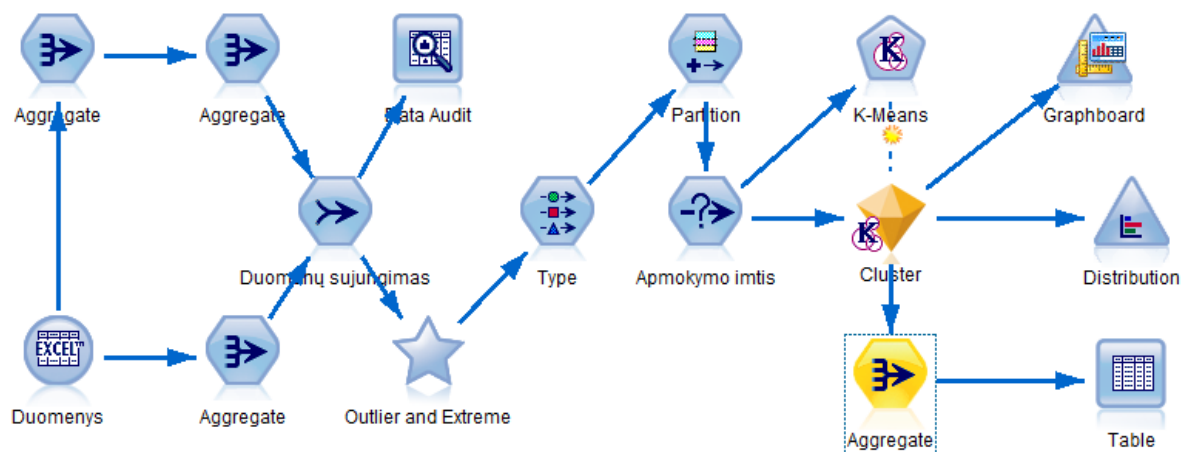 Aggregate
Aggregate
Data Audit
Partition
K
K-Means
Graphboard
Duomenų sujungimas
Type
Apmokymo imtis
K
Cluster
Distribution
EXCEL™
Duomenys
Aggregate
Outlier and Extreme
Aggregate
Table